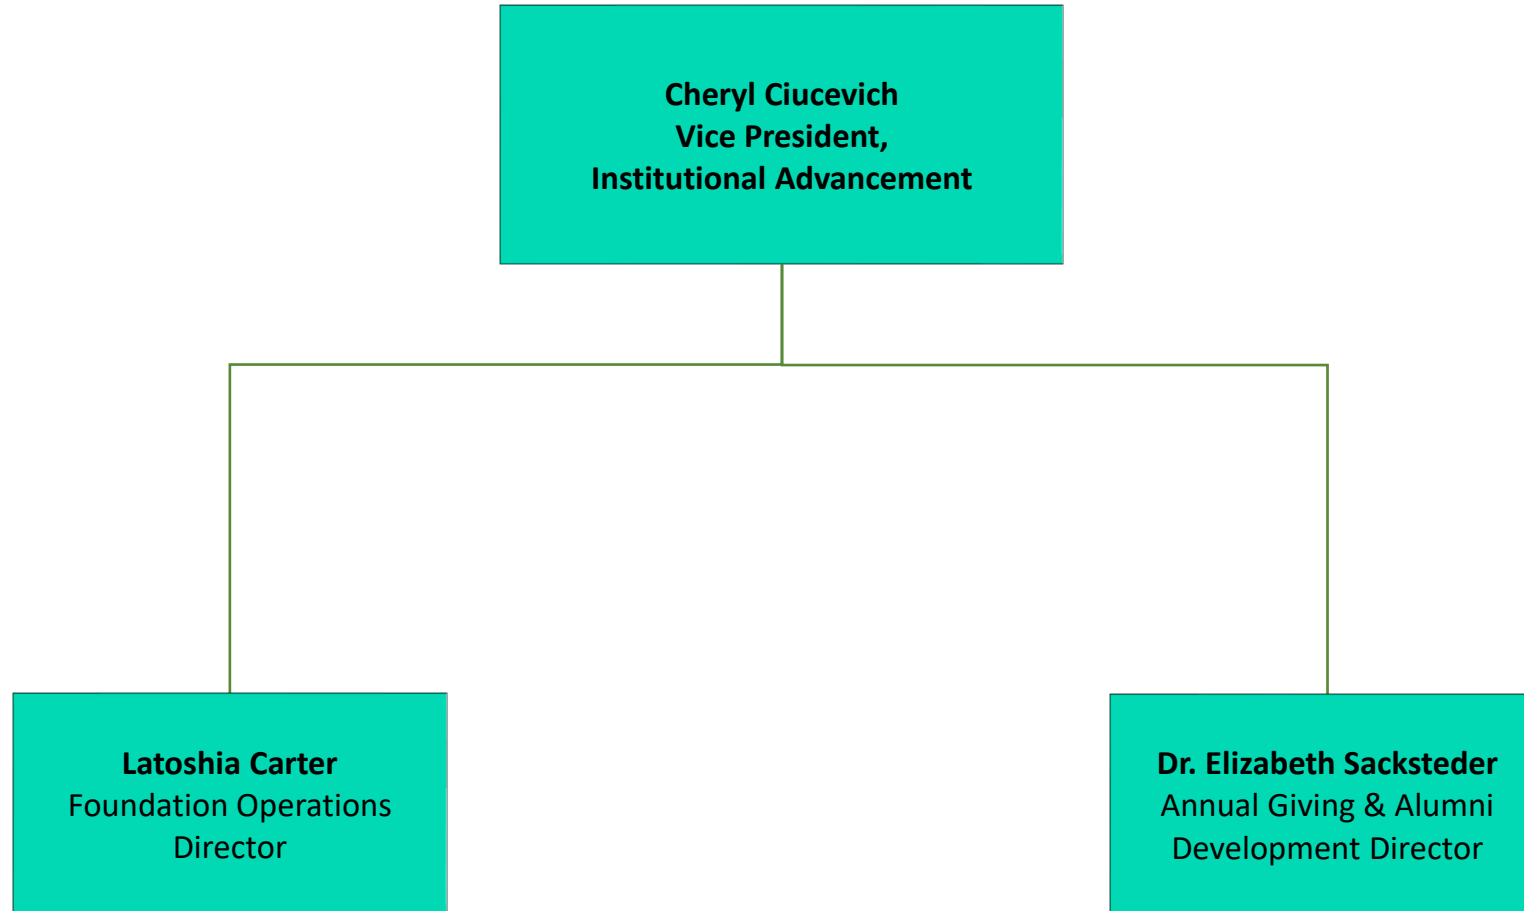 Cheryl Ciucevich
Vice President,
Institutional Advancement
Latoshia Carter
Foundation Operations
Director
Dr. Elizabeth Sacksteder
Annual Giving & Alumni
Development Director